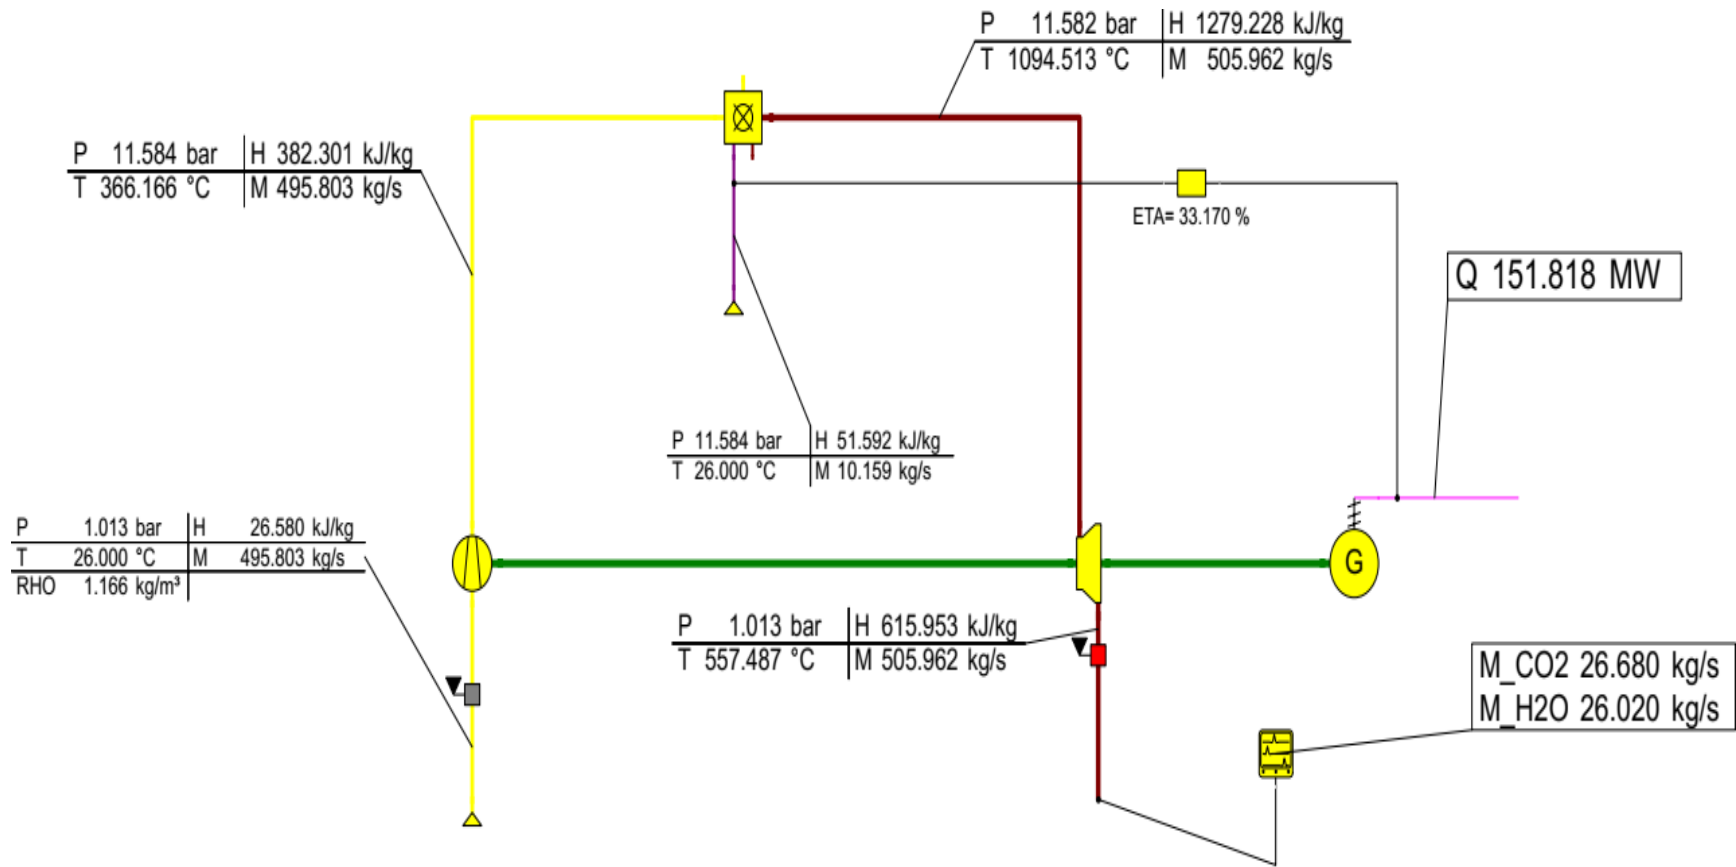 P 11.582 bar H 1279.228 kJ/kg
T 1094.513 °C M 505.962 kg/s
P 11.584 bar H 382.301 kJ/kg
T 366.166 °C M 495.803 kg/s
ETA= 33.170 %
Q 151.818 MW
P 11.584 bar H 51.592 kJ/kg
T 26.000 °C M 10.159 kg/s
P 1.013 bar H 26.580 kJ/kg
T 26.000 °C M 495.803 kg/s
RHO 1.166 kg/m³
G
P 1.013 bar H 615.953 kJ/kg
T 557.487 °C M 505.962 kg/s
M_CO2 26.680 kg/s
M_H2O 26.020 kg/s